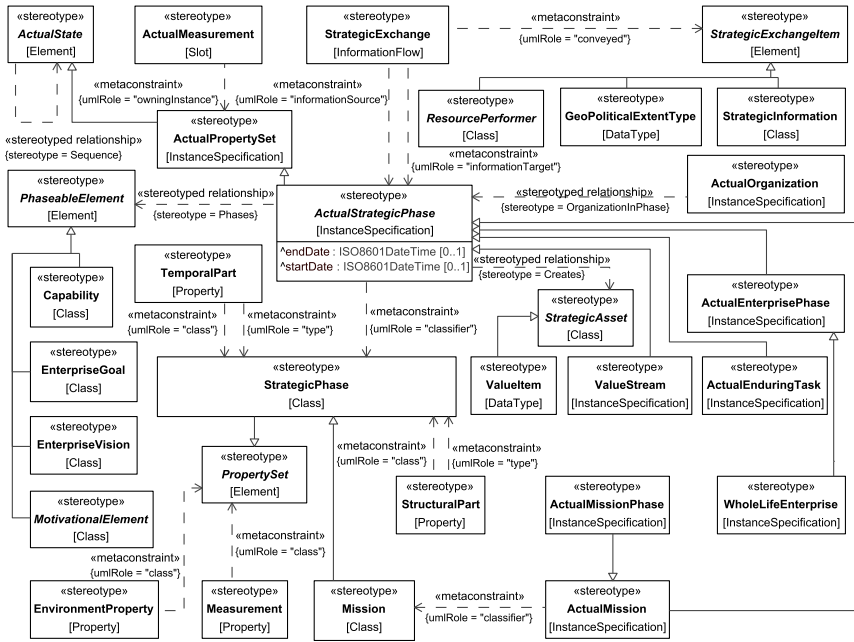 «stereotype»
ActualState
[Element]
«stereotype»
ActualMeasurement
[Slot]
«stereotype»
StrategicExchange
[InformationFlow]
«metaconstraint»
{umlRole = "conveyed"}
«stereotype»
StrategicExchangeItem
[Element]
«metaconstraint»
{umlRole = "owningInstance"}
«metaconstraint»
{umlRole = "informationSource"}
«stereotype»
ResourcePerformer
[Class]
«stereotype»
GeoPoliticalExtentType
[DataType]
«stereotype»
StrategicInformation
[Class]
«stereotyped relationship»
{stereotype = Sequence}
«stereotype»
ActualPropertySet
[InstanceSpecification]
«metaconstraint»
{umlRole = "informationTarget"}
«stereotype»
PhaseableElement
[Element]
«stereotyped relationship»
{stereotype = Phases}
«stereotype»
ActualStrategicPhase
[InstanceSpecification]
^endDate : ISO8601DateTime [0..1]
^startDate : ISO8601DateTime [0..1]
«stereotyped relationship»
{stereotype = OrganizationInPhase}
«stereotype»
ActualOrganization
[InstanceSpecification]
«stereotype»
Capability
[Class]
«stereotype»
TemporalPart
[Property]
«stereotyped relationship»
{stereotype = Creates}
«stereotype»
ActualEnterprisePhase
[InstanceSpecification]
«metaconstraint»
{umlRole = "class"}
«metaconstraint»
{umlRole = "type"}
«metaconstraint»
{umlRole = "classifier"}
«stereotype»
StrategicAsset
[Class]
«stereotype»
EnterpriseGoal
[Class]
«stereotype»
StrategicPhase
[Class]
«stereotype»
ValueItem
[DataType]
«stereotype»
ValueStream
[InstanceSpecification]
«stereotype»
ActualEnduringTask
[InstanceSpecification]
«stereotype»
EnterpriseVision
[Class]
«stereotype»
PropertySet
[Element]
«metaconstraint»
{umlRole = "class"}
«metaconstraint»
{umlRole = "type"}
«stereotype»
MotivationalElement
[Class]
«stereotype»
StructuralPart
[Property]
«stereotype»
ActualMissionPhase
[InstanceSpecification]
«stereotype»
WholeLifeEnterprise
[InstanceSpecification]
«metaconstraint»
{umlRole = "class"}
«metaconstraint»
{umlRole = "class"}
«stereotype»
EnvironmentProperty
[Property]
«stereotype»
Measurement
[Property]
«stereotype»
Mission
[Class]
«metaconstraint»
{umlRole = "classifier"}
«stereotype»
ActualMission
[InstanceSpecification]